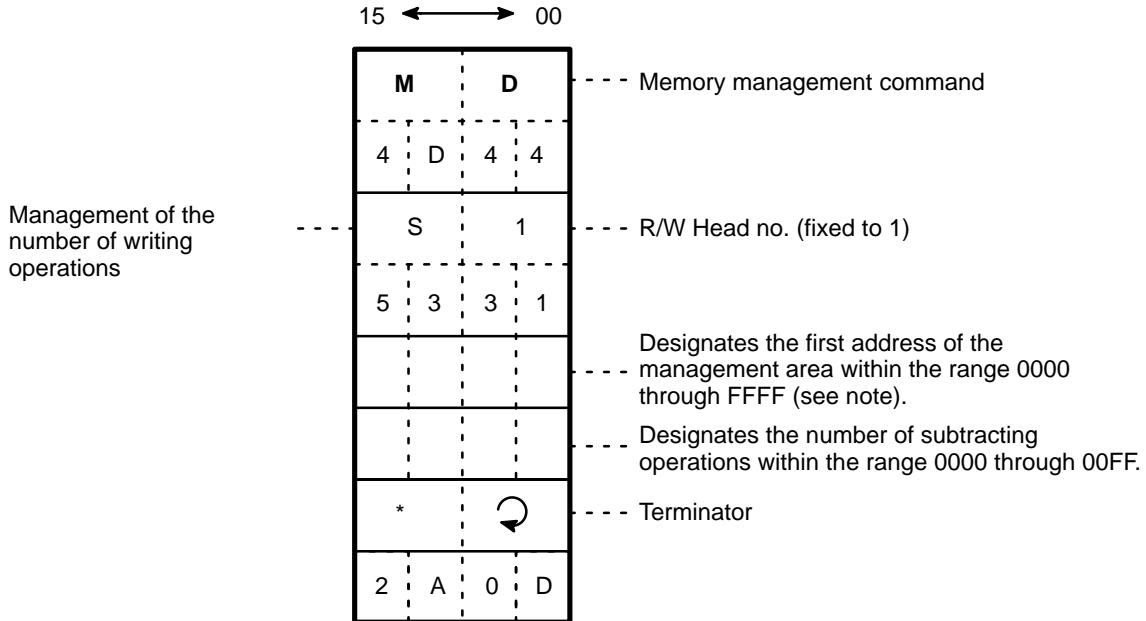 15 00
M D
Memory management command
4 D 4 4
Management of the
number of writing
operations
S 1
R/W Head no. (fixed to 1)
5 3 3 1
Designates the first address of the
management area within the range 0000
through FFFF (see note).
Designates the number of subtracting
operations within the range 0000 through 00FF.
*
Terminator
2 A 0 D